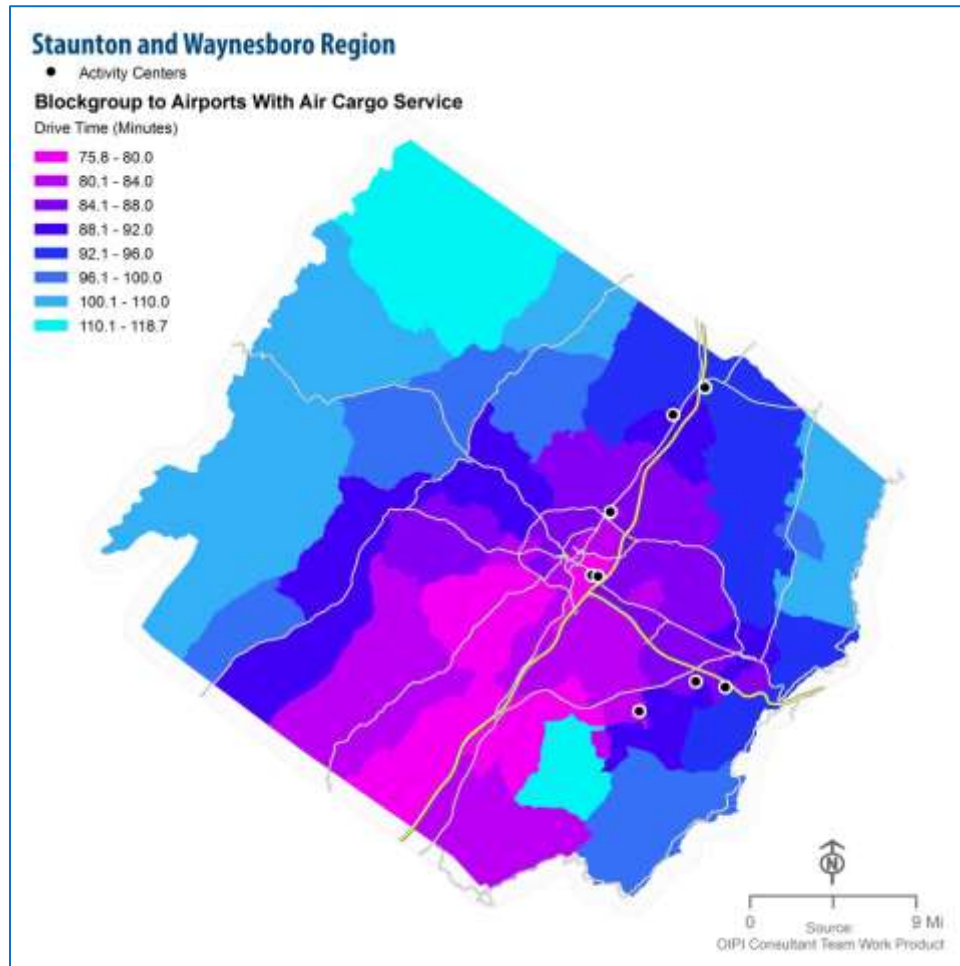 Staunton and Waynesboro Region
Activity Centers
Blockgroup to Airports With Air Cargo Service
Drive Time (Minutes)
75.8 - 80.0
80.1 - 84.0
84.1 - 88.0
88.1 - 92.0
92.1 - 96.0
96.1 - 100.0
100.1 - 110.0
110.1 - 118.7
N
0 9 Mi
Source:
OIPI Consultant Team Work Product